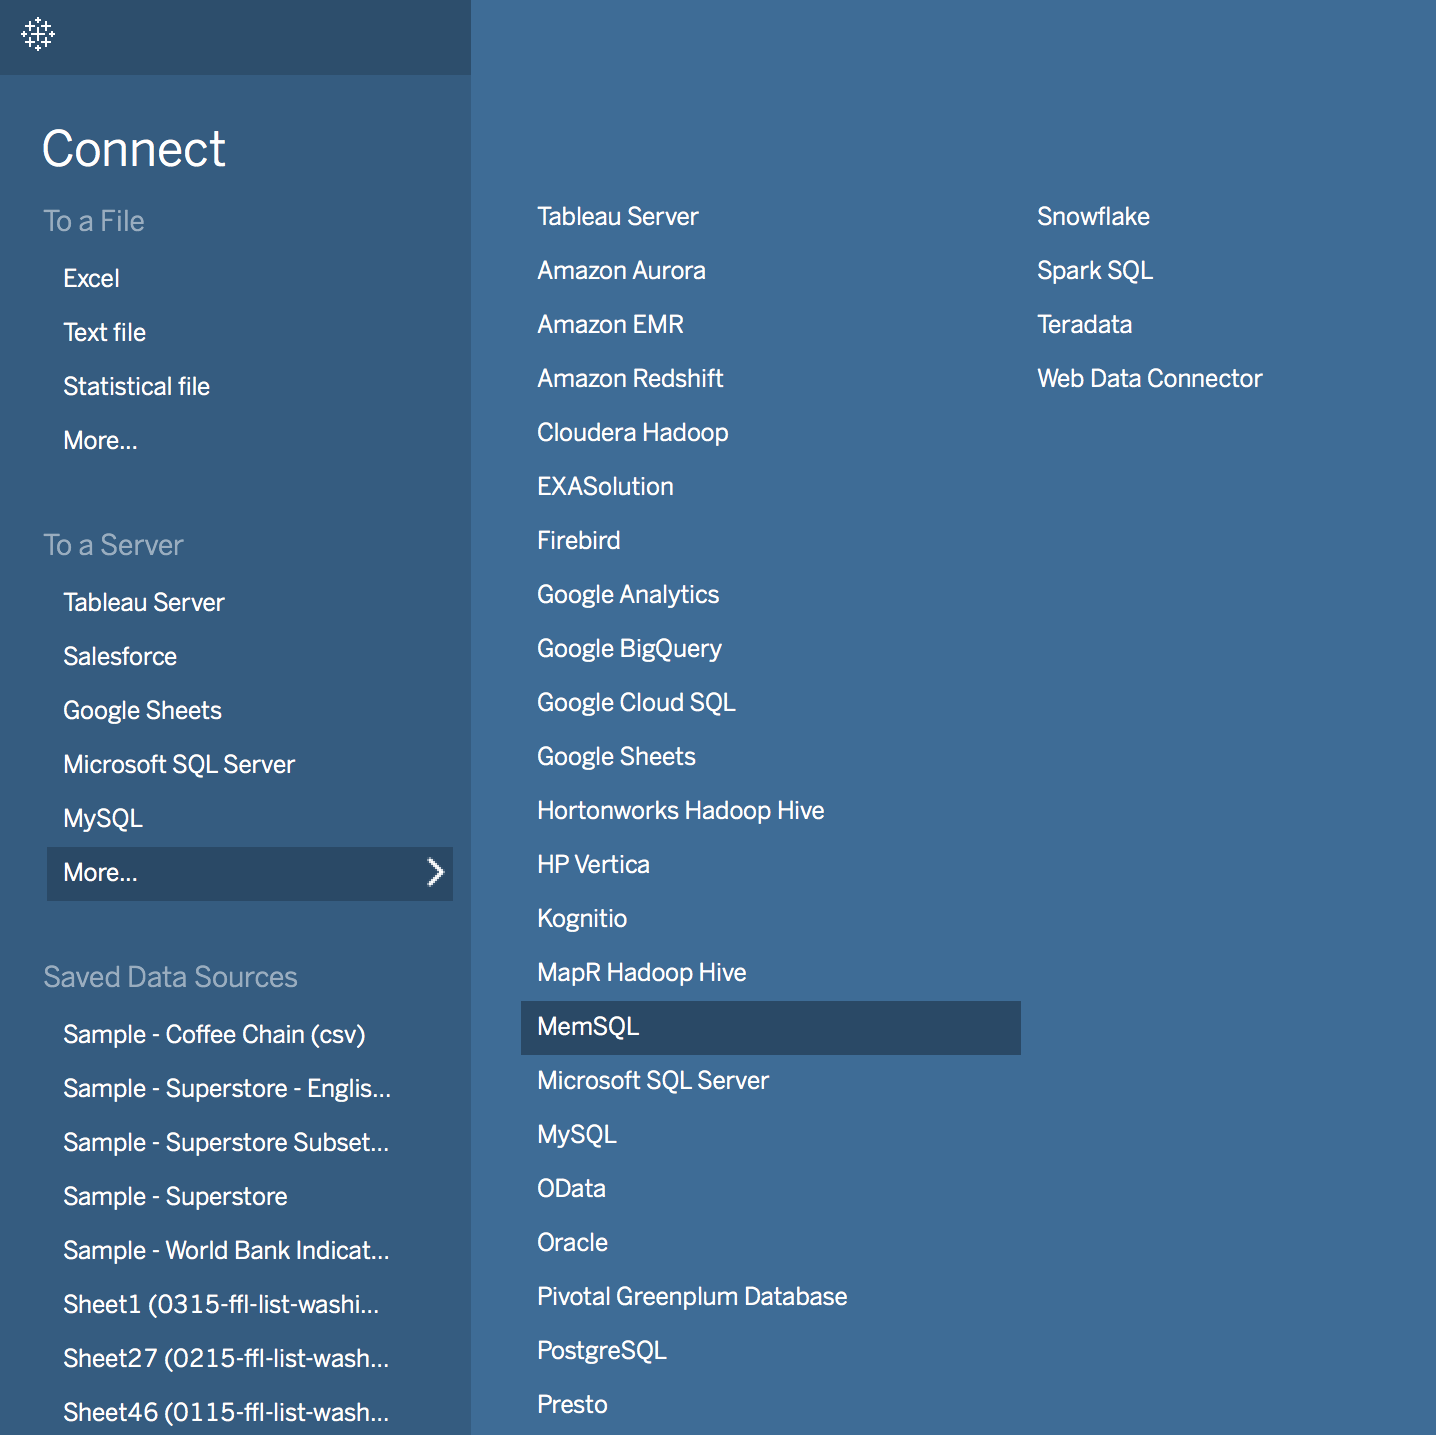 Connect
To a File
Excel
Text file
Statistical file
More...
To a Server
Tableau Server
Salesforce
Google Sheets
Microsoft SQL Server
MySQL
More...
Saved Data Sources
Sample - Coffee Chain (csv)
Sample - Superstore - Englis...
Sample - Superstore Subset...
Sample - Superstore
Sample - World Bank Indicat...
Sheet1 (0315-ffl-list-washi...
Sheet27 (0215-ffl-list-wash...
Sheet46 (0115-ffl-list-wash...
Tableau Server
Amazon Aurora
Amazon EMR
Amazon Redshift
Cloudera Hadoop
EXASolution
Firebird
Google Analytics
Google BigQuery
Google Cloud SQL
Google Sheets
Hortonworks Hadoop Hive
HP Vertica
Kognitio
MapR Hadoop Hive
MemSQL
Microsoft SQL Server
MySQL
OData
Oracle
Pivotal Greenplum Database
PostgreSQL
Presto
Snowflake
Spark SQL
Teradata
Web Data Connector